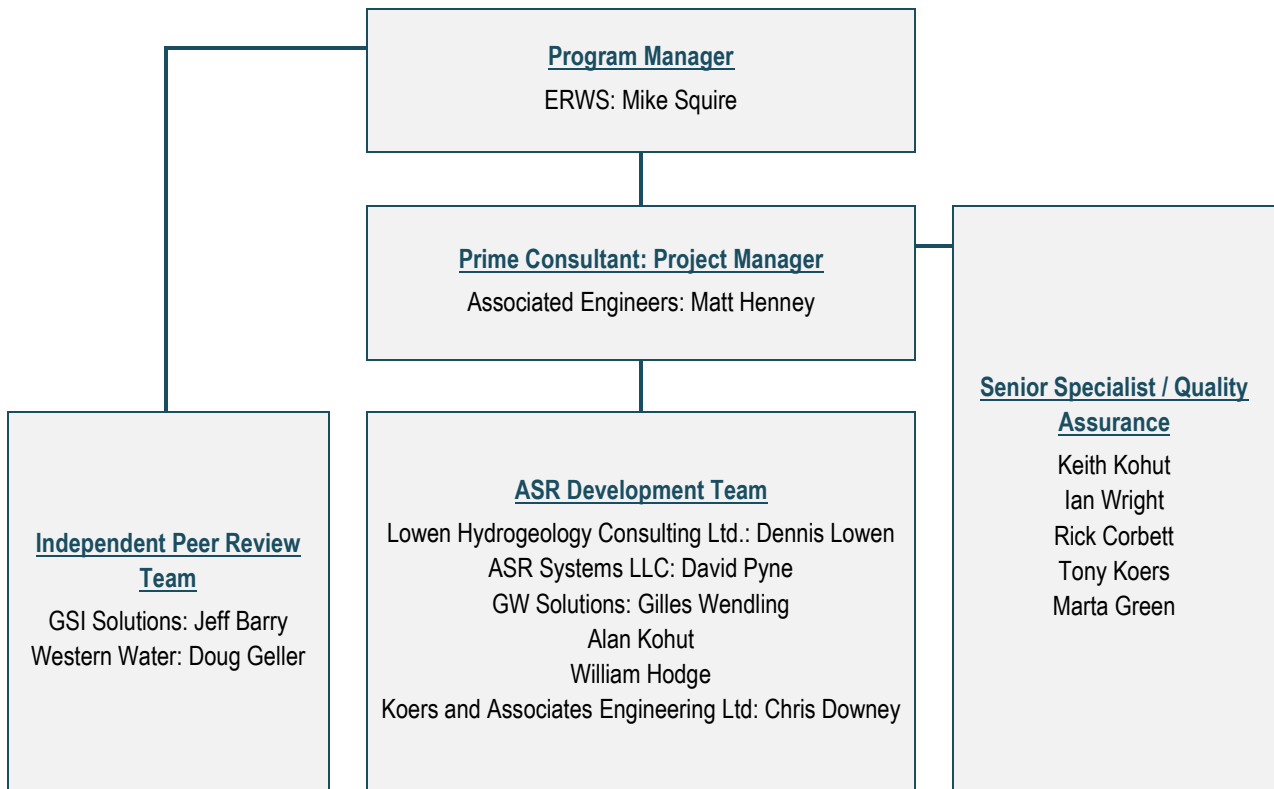 Program Manager
ERWS: Mike Squire
Prime Consultant: Project Manager
Associated Engineers: Matt Henney
Senior Specialist / Quality
Assurance
Keith Kohut
Ian Wright
Rick Corbett
Tony Koers
Marta Green
Independent Peer Review
Team
GSI Solutions: Jeff Barry
Western Water: Doug Geller
ASR Development Team
Lowen Hydrogeology Consulting Ltd.: Dennis Lowen
ASR Systems LLC: David Pyne
GW Solutions: Gilles Wendling
Alan Kohut
William Hodge
Koers and Associates Engineering Ltd: Chris Downey